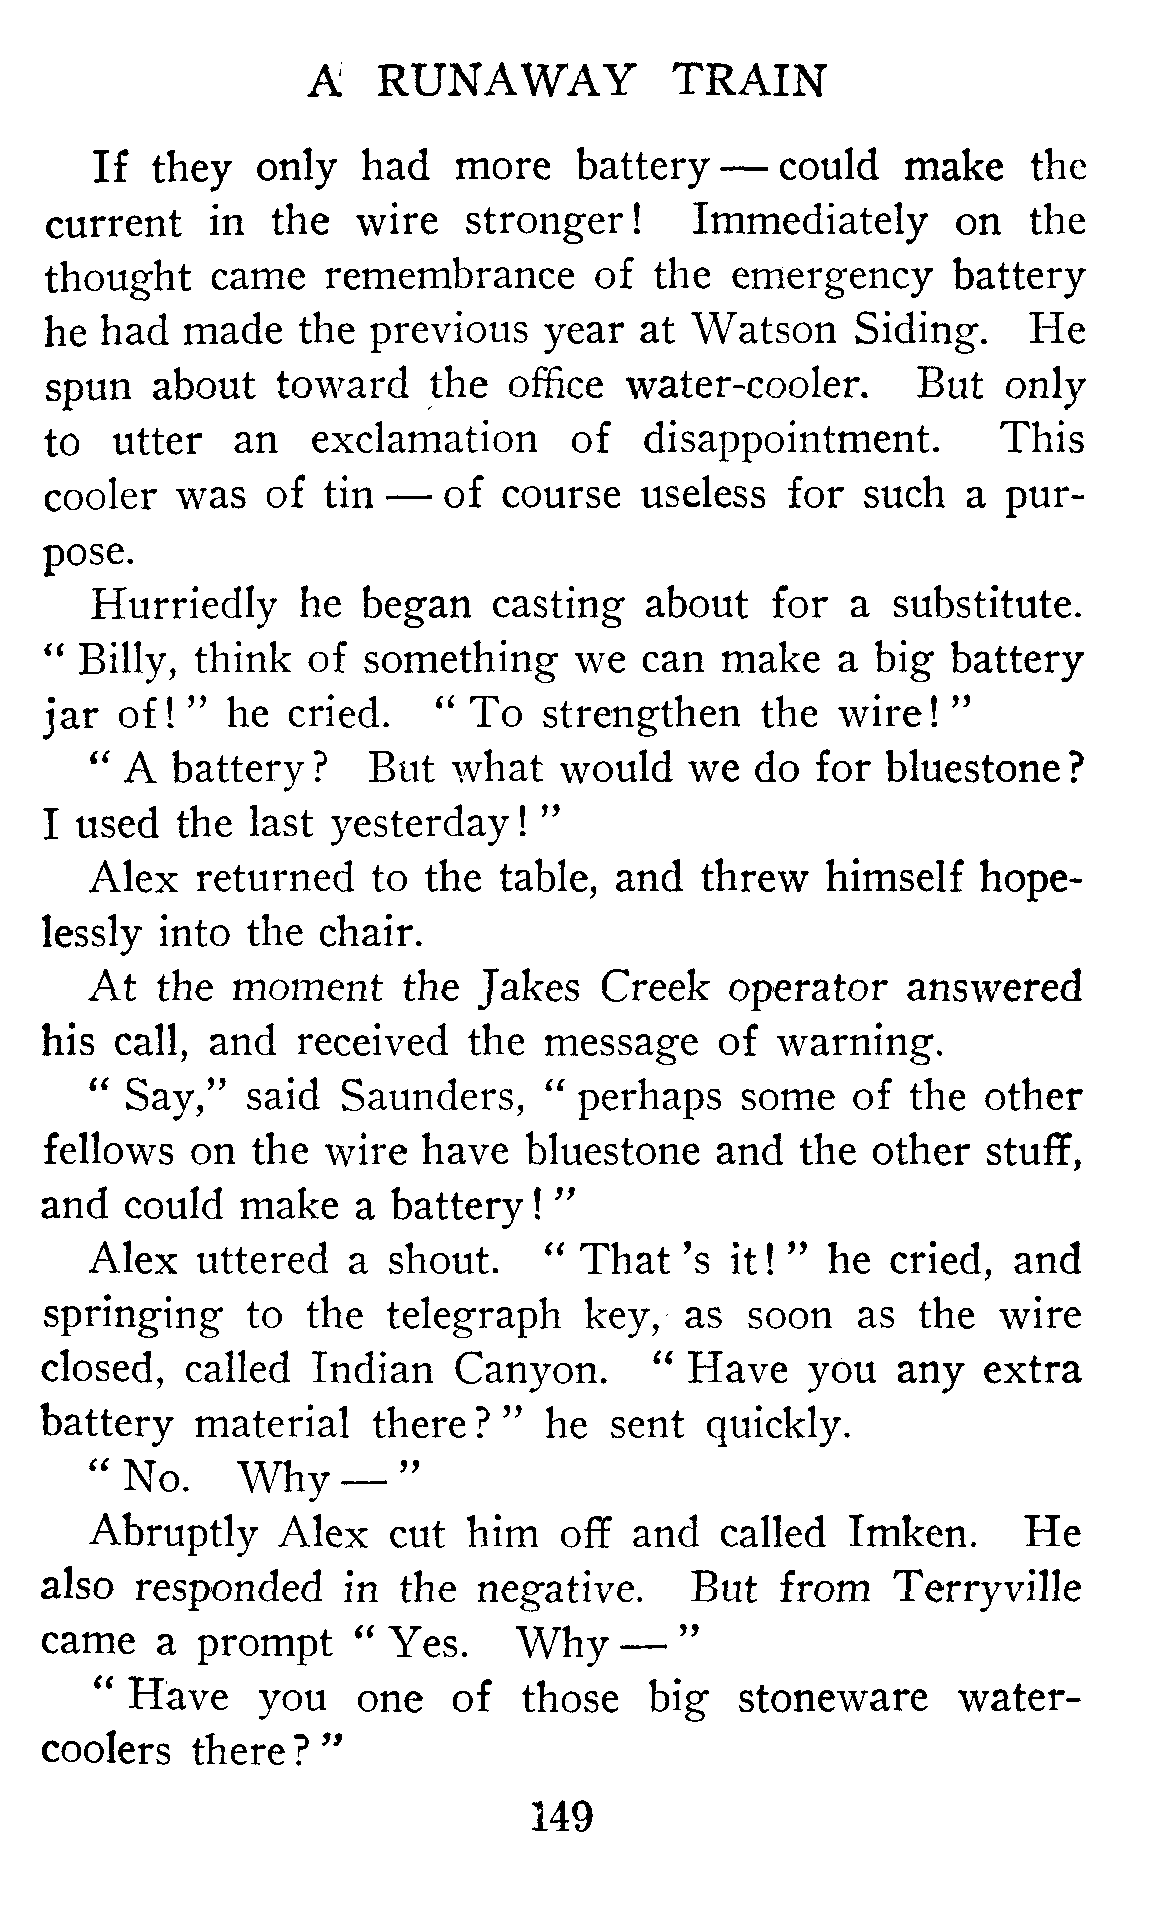 A RUNAWAY TRAIN
If they only had more battery — could make the
current in the wire stronger! Immediately on the
thought came remembrance of the emergency battery
he had made the previous year at Watson Siding. He
spun about toward the office water-cooler. But only
to utter an exclamation of disappointment. This
cooler was of tin — of course useless for such a pur-
pose.
Hurriedly he began casting about for a substitute.
“ Billy, think of something we can make a big battery
jar of! ” he cried. “ To strengthen the wire! ”
“ A battery? But what would we do for bluestone?
I used the last yesterday! ”
Alex returned to the table, and threw himself hope-
lessly into the chair.
At the moment the Jakes Creek operator answered
his call, and received the message of warning.
“ Say,” said Saunders, “ perhaps some of the other
fellows on the wire have bluestone and the other stuff,
and could make a battery! ”
Alex uttered a shout. “ That 's it! ” he cried, and
springing to the telegraph key, as soon as the wire
closed, called Indian Canyon. “ Have you any extra
battery material there? ” he sent quickly.
“ No. Why — ”
Abruptly Alex cut him off and called Imken. He
also responded in the negative. But from Terryville
came a prompt “ Yes. Why — ”
“ Have you one of those big stoneware water-
coolers there? ”
149